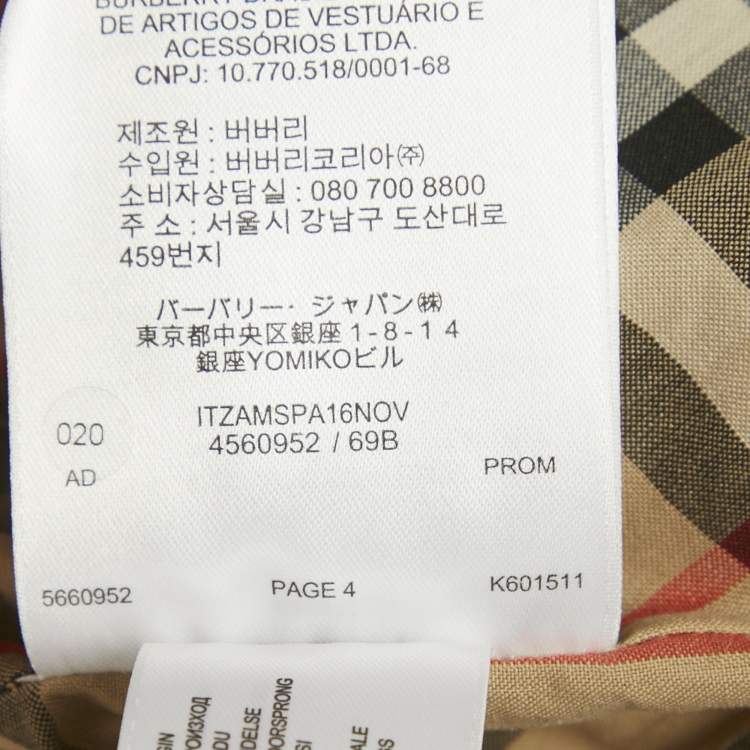 BURBERRY
DE ARTIGOS DE VESTUÁRIO E
ACESSÓRIOS LTDA.
CNPJ: 10.770.518/0001-68
제조원 : 버버리
수입원 : 버버리코리아㈜
소비자상담실 : 080 700 8800
주 소 : 서울시 강남구 도산대로
459번지
バーバリー・ジャパン㈱
東京都中央区銀座1-8-14
銀座YOMIKOビル
020
AD
ITZAMSPA16NOV
4560952 / 69B
PROM
5660952
PAGE 4
K601511